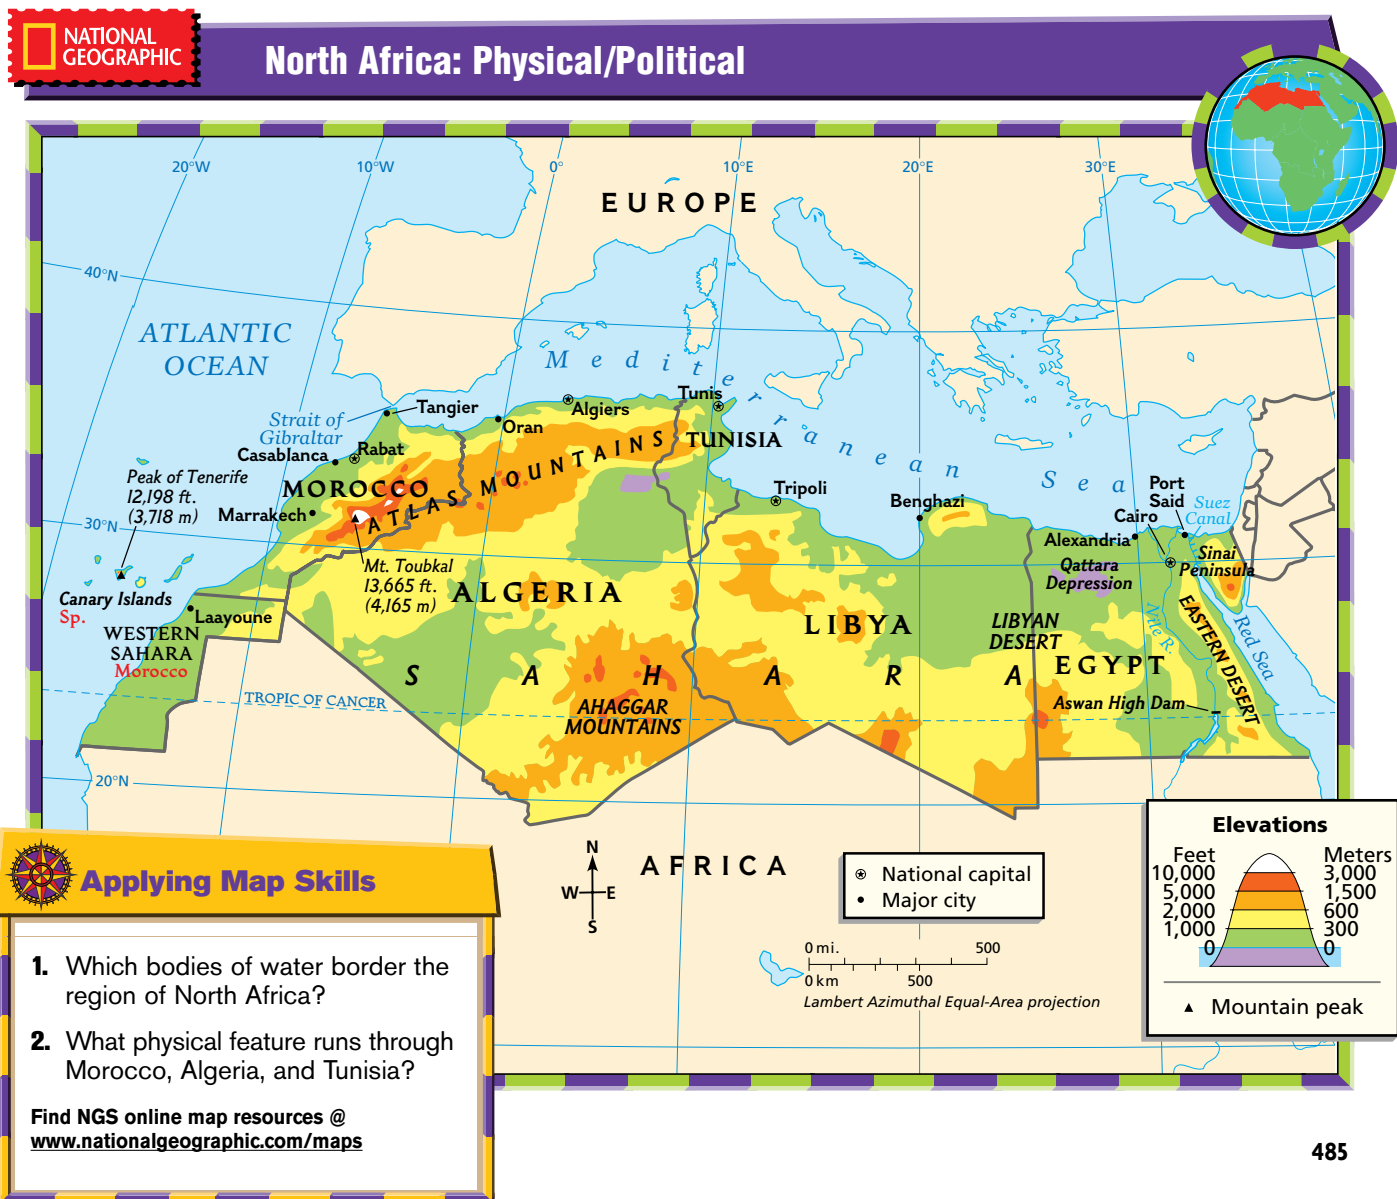 NATIONAL
GEOGRAPHIC
North Africa: Physical/Political
20°W
10°W
0°
10°E
20°E
30°E
EUROPE
40°N
ATLANTIC
OCEAN
Mediterranean Sea
Strait of
Gibraltar
Tangier
Oran
Algiers
Tunis
TUNISIA
Casablanca
Rabat
Peak of Tenerife
12,198 ft.
(3,718 m)
MOROCCO
ATLAS MOUNTAINS
Marrakech
Tripoli
Benghazi
Port
Said
Suez
Canal
Cairo
Alexandria
30°N
Mt. Toubkal
13,665 ft.
(4,165 m)
Qattara
Depression
Sinai
Peninsula
Canary Islands
Sp.
Laayoune
WESTERN
SAHARA
Morocco
ALGERIA
LIBYA
LIBYAN
DESERT
EGYPT
Nile R.
EASTERN DESERT
Red Sea
SAHARA
AHAGGAR
MOUNTAINS
TROPIC OF CANCER
Aswan High Dam
20°N
AFRICA
N
W E
S
National capital
Major city
0 mi. 500
0 km 500
Lambert Azimuthal Equal-Area projection
Elevations
Feet Meters
10,000 3,000
5,000 1,500
2,000 600
1,000 300
0 0
Mountain peak
Applying Map Skills
1. Which bodies of water border the
region of North Africa?
2. What physical feature runs through
Morocco, Algeria, and Tunisia?
Find NGS online map resources @
www.nationalgeographic.com/maps
485